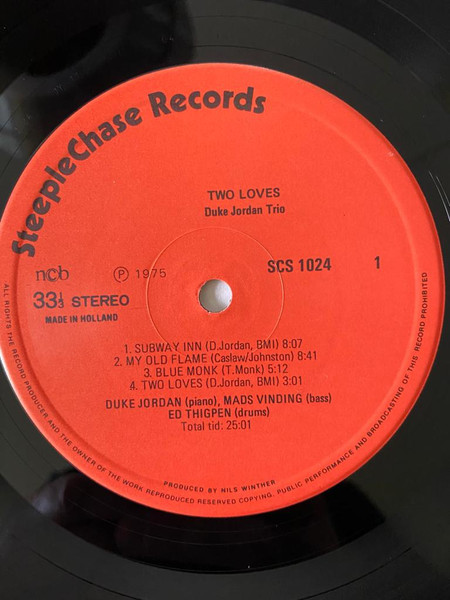 SteepleChase Records
TWO LOVES
Duke Jordan Trio
ncb
Ⓟ 1975
SCS 1024
1
33⅓ STEREO
MADE IN HOLLAND
1. SUBWAY INN (D.Jordan, BMI) 8:07
2. MY OLD FLAME (Caslaw/Johnston) 8:41
3. BLUE MONK (T.Monk) 5:12
4. TWO LOVES (D.Jordan, BMI) 3:01
DUKE JORDAN (piano), MADS VINDING (bass)
ED THIGPEN (drums)
Total tid: 25:01
PRODUCED BY NILS WINTHER
ALL RIGHTS THE RECORD PRODUCER AND THE OWNER OF THE WORK REPRODUCED RESERVED COPYING. PUBLIC PERFORMANCE AND BROADCASTING OF THIS RECORD PROHIBITED